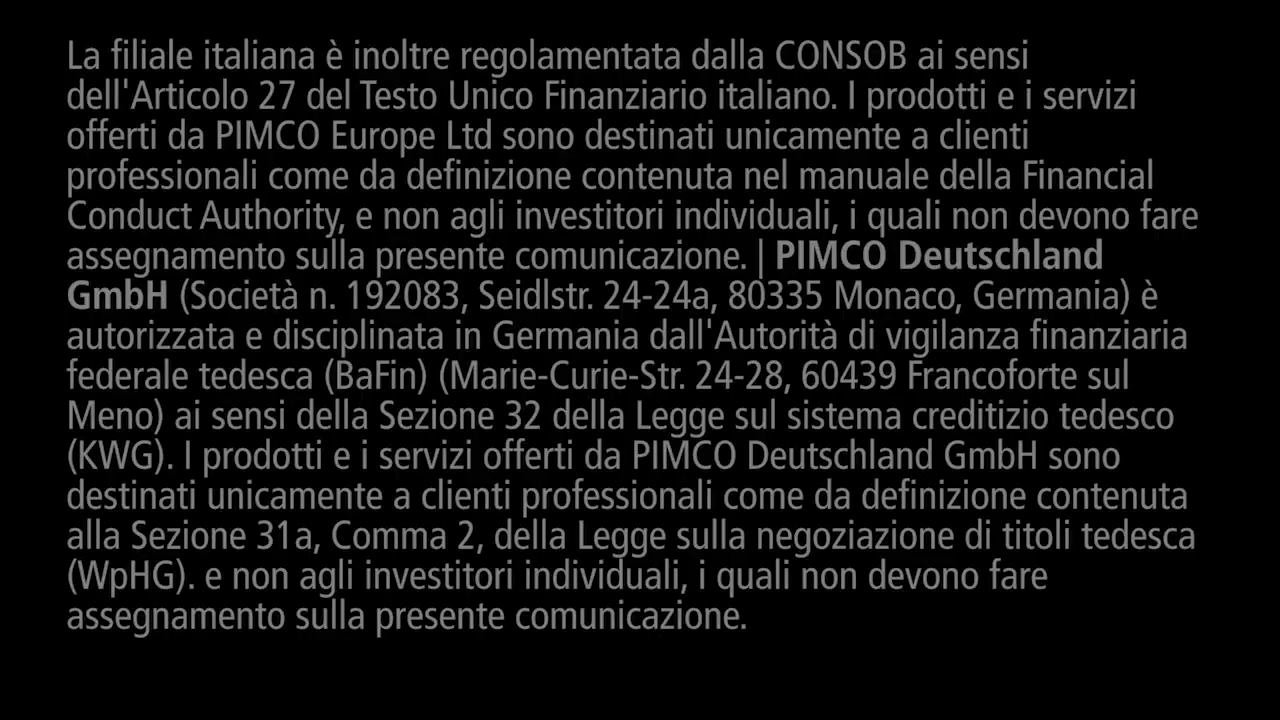 La filiale italiana è inoltre regolamentata dalla CONSOB ai sensi
dell'Articolo 27 del Testo Unico Finanziario italiano. I prodotti e i servizi
offerti da PIMCO Europe Ltd sono destinati unicamente a clienti
professionali come da definizione contenuta nel manuale della Financial
Conduct Authority, e non agli investitori individuali, i quali non devono fare
assegnamento sulla presente comunicazione. | PIMCO Deutschland
GmbH (Società n. 192083, Seidlstr. 24-24a, 80335 Monaco, Germania) è
autorizzata e disciplinata in Germania dall'Autorità di vigilanza finanziaria
federale tedesca (BaFin) (Marie-Curie-Str. 24-28, 60439 Francoforte sul
Meno) ai sensi della Sezione 32 della Legge sul sistema creditizio tedesco
(KWG). I prodotti e i servizi offerti da PIMCO Deutschland GmbH sono
destinati unicamente a clienti professionali come da definizione contenuta
alla Sezione 31a, Comma 2, della Legge sulla negoziazione di titoli tedesca
(WpHG). e non agli investitori individuali, i quali non devono fare
assegnamento sulla presente comunicazione.